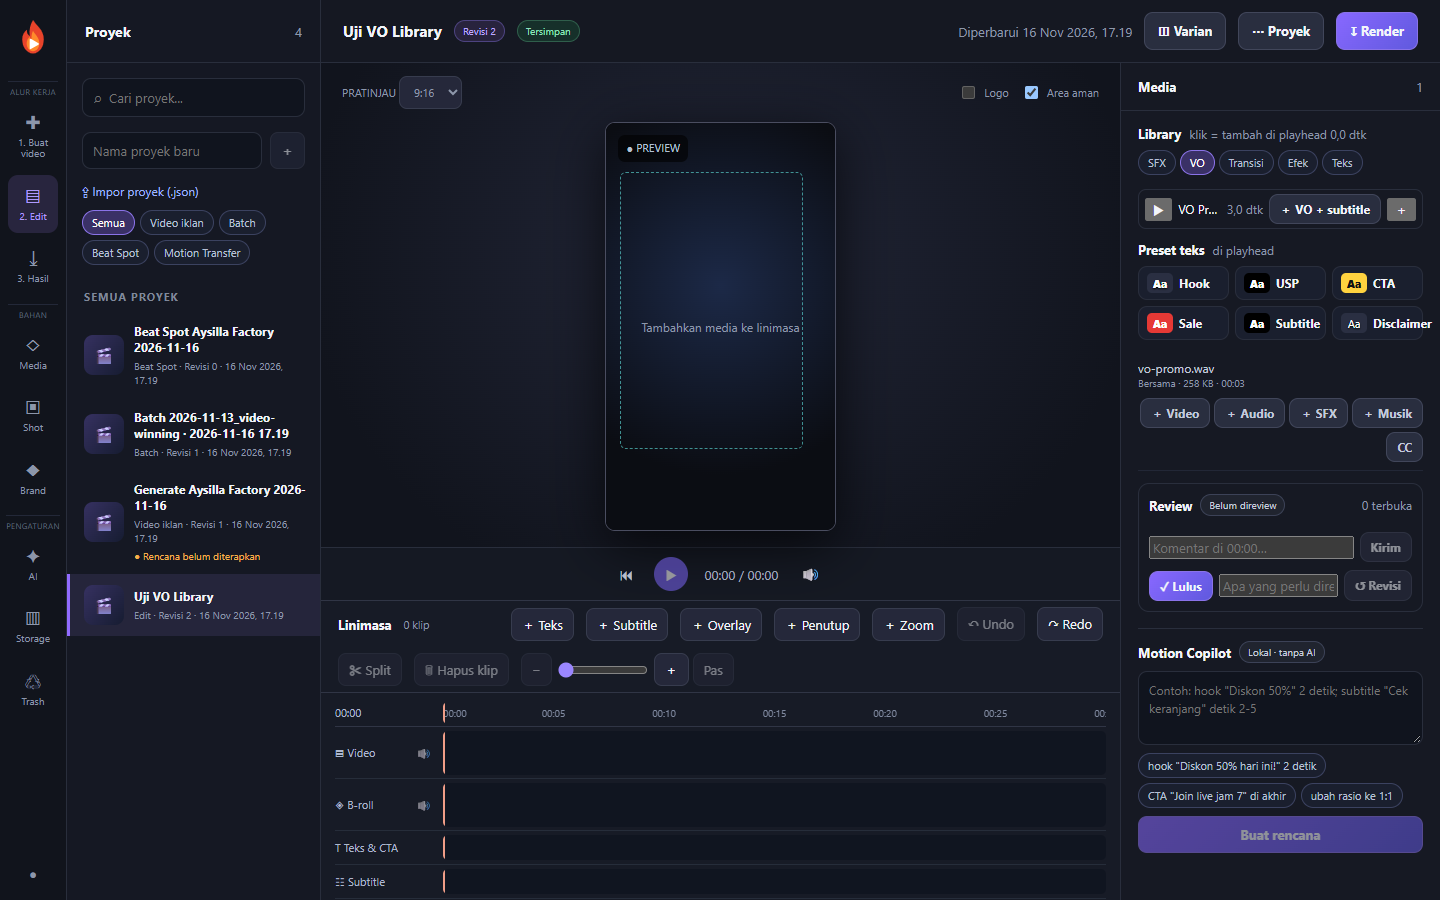 ALUR KERJA
1. Buat
video
2. Edit
3. Hasil
BAHAN
Media
Shot
Brand
PENGATURAN
AI
Storage
Trash
Proyek 4
Cari proyek...
Nama proyek baru +
Impor proyek (.json)
Semua Video iklan Batch
Beat Spot Motion Transfer
SEMUA PROYEK
Beat Spot Aysilla Factory
2026-11-16
Beat Spot · Revisi 0 · 16 Nov 2026,
17.19
Batch 2026-11-13_video-
winning · 2026-11-16 17.19
Batch · Revisi 1 · 16 Nov 2026, 17.19
Generate Aysilla Factory 2026-
11-16
Video iklan · Revisi 1 · 16 Nov 2026,
17.19
● Rencana belum diterapkan
Uji VO Library
Edit · Revisi 2 · 16 Nov 2026, 17.19
Uji VO Library Revisi 2 Tersimpan Diperbarui 16 Nov 2026, 17.19 Varian ··· Proyek Render
PRATINJAU 9:16 Logo Area aman
● PREVIEW
Tambahkan media ke linimasa
00:00 / 00:00
Linimasa 0 klip + Teks + Subtitle + Overlay + Penutup + Zoom Undo Redo
Split Hapus klip − + Pas
00:00 00:00 00:05 00:10 00:15 00:20 00:25 00:
Video
B-roll
T Teks & CTA
Subtitle
Media 1
Library klik = tambah di playhead 0,0 dtk
SFX VO Transisi Efek Teks
VO Pr... 3,0 dtk + VO + subtitle +
Preset teks di playhead
Aa Hook Aa USP Aa CTA
Aa Sale Aa Subtitle Aa Disclaimer
vo-promo.wav
Bersama · 258 KB · 00:03
+ Video + Audio + SFX + Musik
CC
Review Belum direview 0 terbuka
Komentar di 00:00... Kirim
✓ Lulus Apa yang perlu dire Revisi
Motion Copilot Lokal · tanpa AI
Contoh: hook "Diskon 50%" 2 detik; subtitle "Cek
keranjang" detik 2-5
hook "Diskon 50% hari ini!" 2 detik
CTA "Join live jam 7" di akhir ubah rasio ke 1:1
Buat rencana